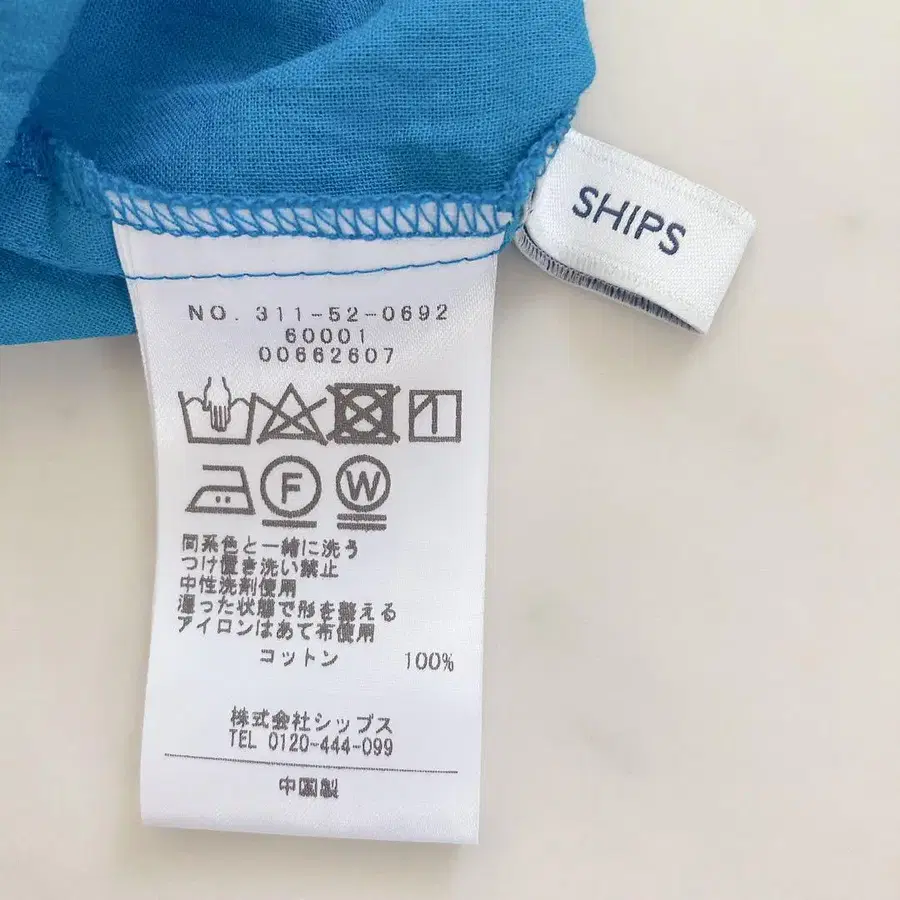 SHIPS
NO. 311-52-0692
60001
00662607
F W
同系色と一緒に洗う
つけ置き洗い禁止
中性洗剤使用
湿った状態で形を整える
アイロンはあて布使用
コットン 100%
株式会社シップス
TEL 0120-444-099
中国製